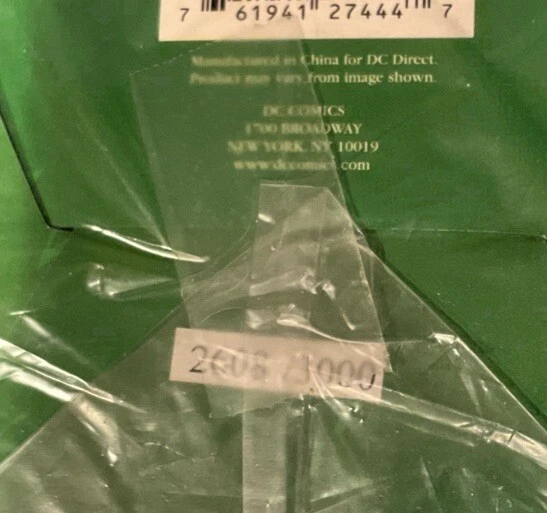 7 61941 27444 7
Manufactured in China for DC Direct.
Product may vary from image shown.
DC COMICS
1700 BROADWAY
NEW YORK, NY 10019
www.dccomics.com
2608 /3000